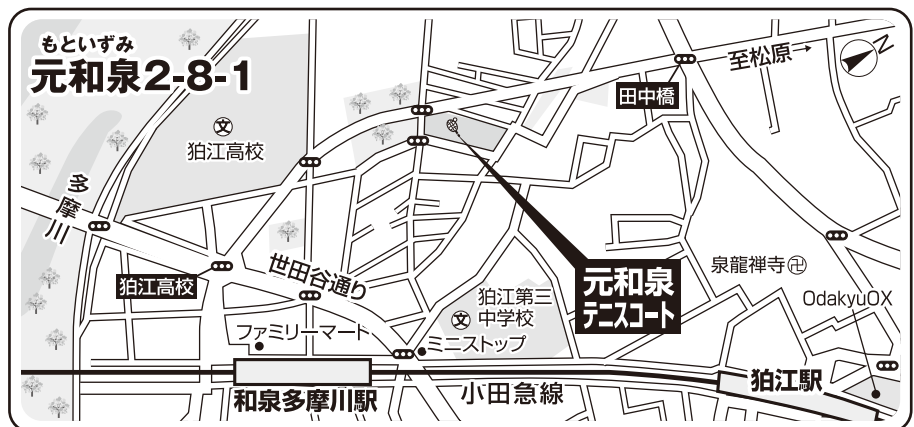 もといずみ
元和泉2-8-1
至松原→
N
田中橋
文
狛江高校
多摩川
狛江高校
世田谷通り
元和泉
テニスコート
泉龍禅寺卍
OdakyuOX
文
狛江第三
中学校
ファミリーマート
ミニストップ
和泉多摩川駅
小田急線
狛江駅